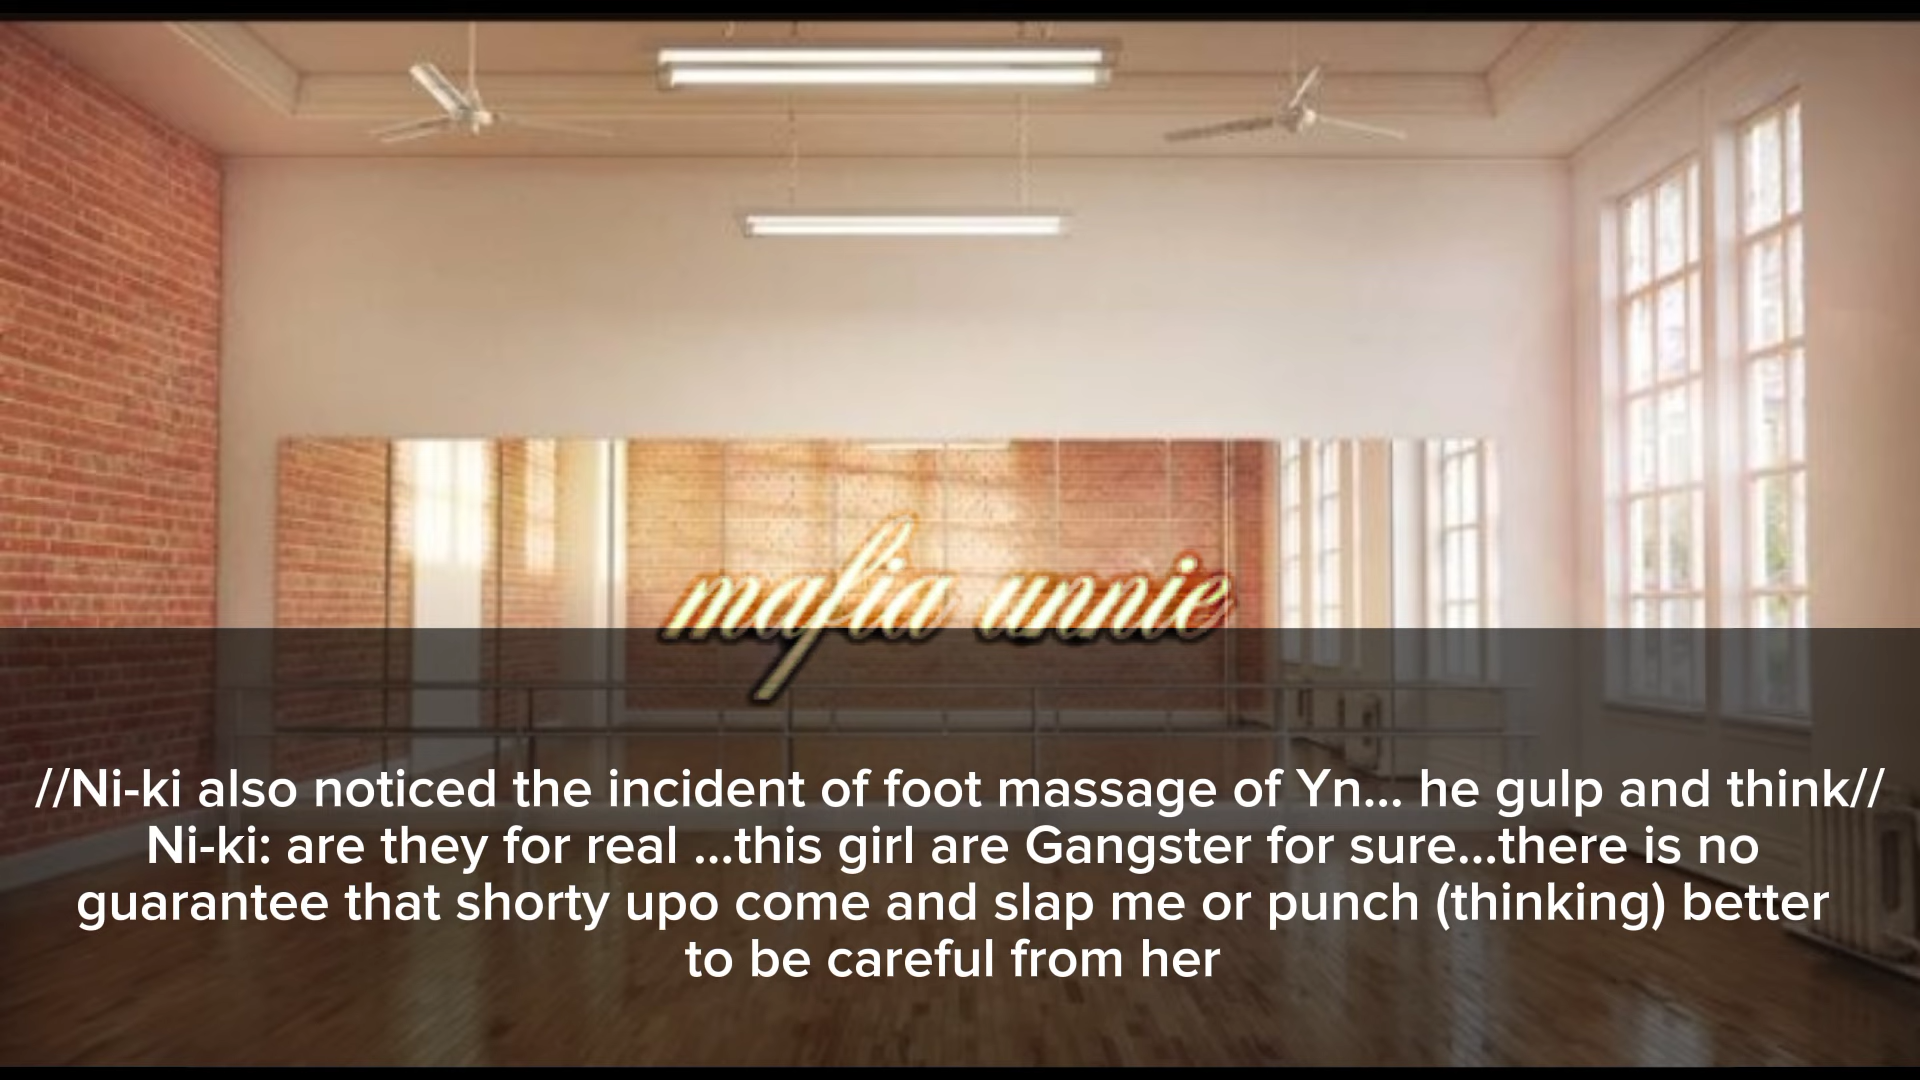 mafia unnie
//Ni-ki also noticed the incident of foot massage of Yn... he gulp and think//
Ni-ki: are they for real ...this girl are Gangster for sure...there is no
guarantee that shorty upo come and slap me or punch (thinking) better
to be careful from her